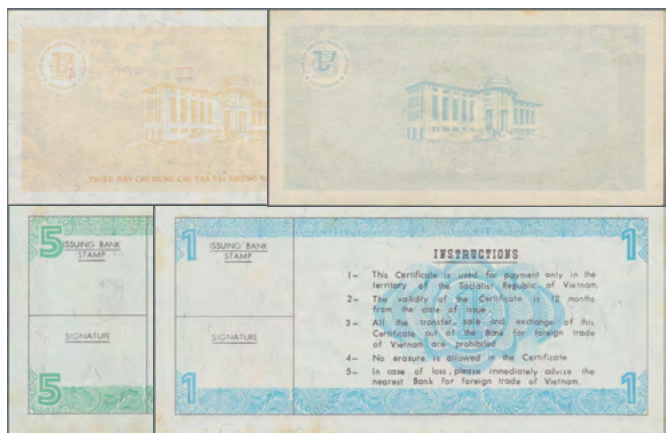 PHIẾU NÀY CHỈ DÙNG CHI TRẢ TẠI NHỮNG
5
ISSUING BANK
STAMP
SIGNATURE
5
1
ISSUING BANK
STAMP
SIGNATURE
1
INSTRUCTIONS
1
1– This Certificate is used for payment only in the
territory of the Socialist Republic of Vietnam.
2– The validity of the Certificate is 12 months
from the date of issue.
3– All the transfer, sale and exchange of this
Certificate out of the Bank for foreign trade
of Vietnam are prohibited
4– No erasure is allowed in the Certificate
5– In case of loss, please immediately advise the
nearest Bank for foreign trade of Vietnam.
1